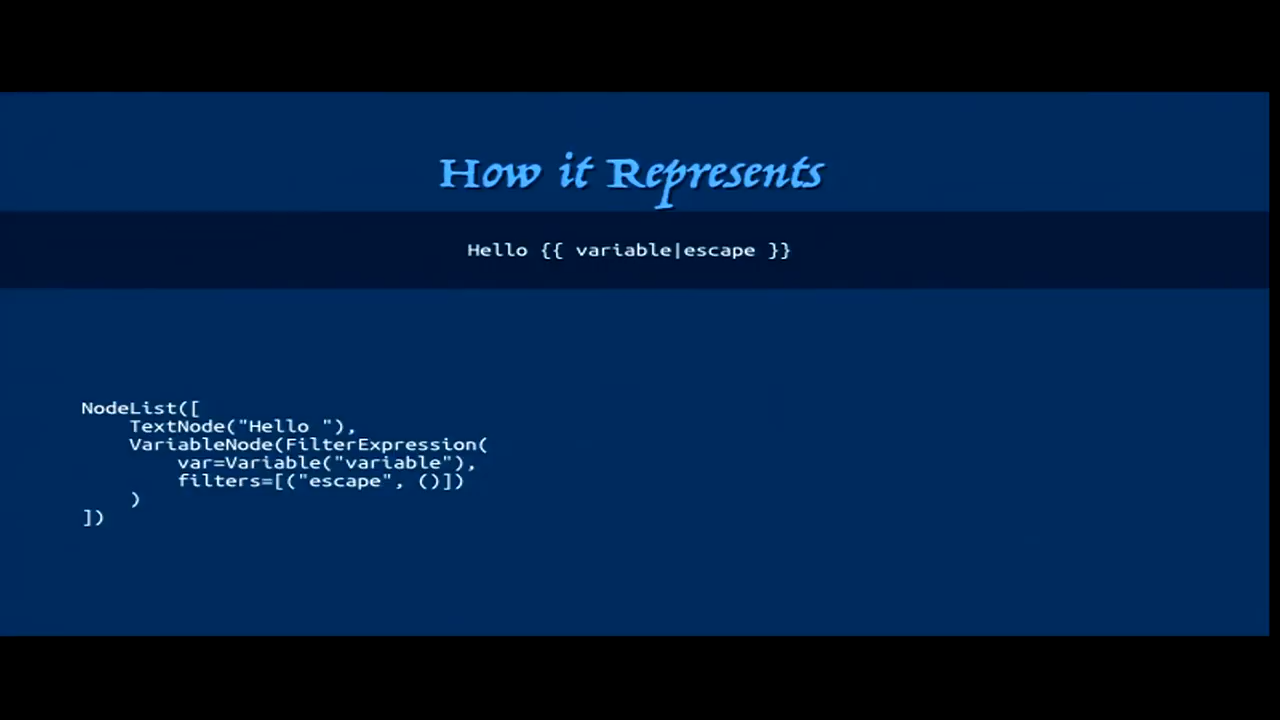 How it Represents
Hello {{ variable|escape }}
NodeList([
    TextNode("Hello "),
    VariableNode(FilterExpression(
        var=Variable("variable"),
        filters=[("escape", ()])
    )
])